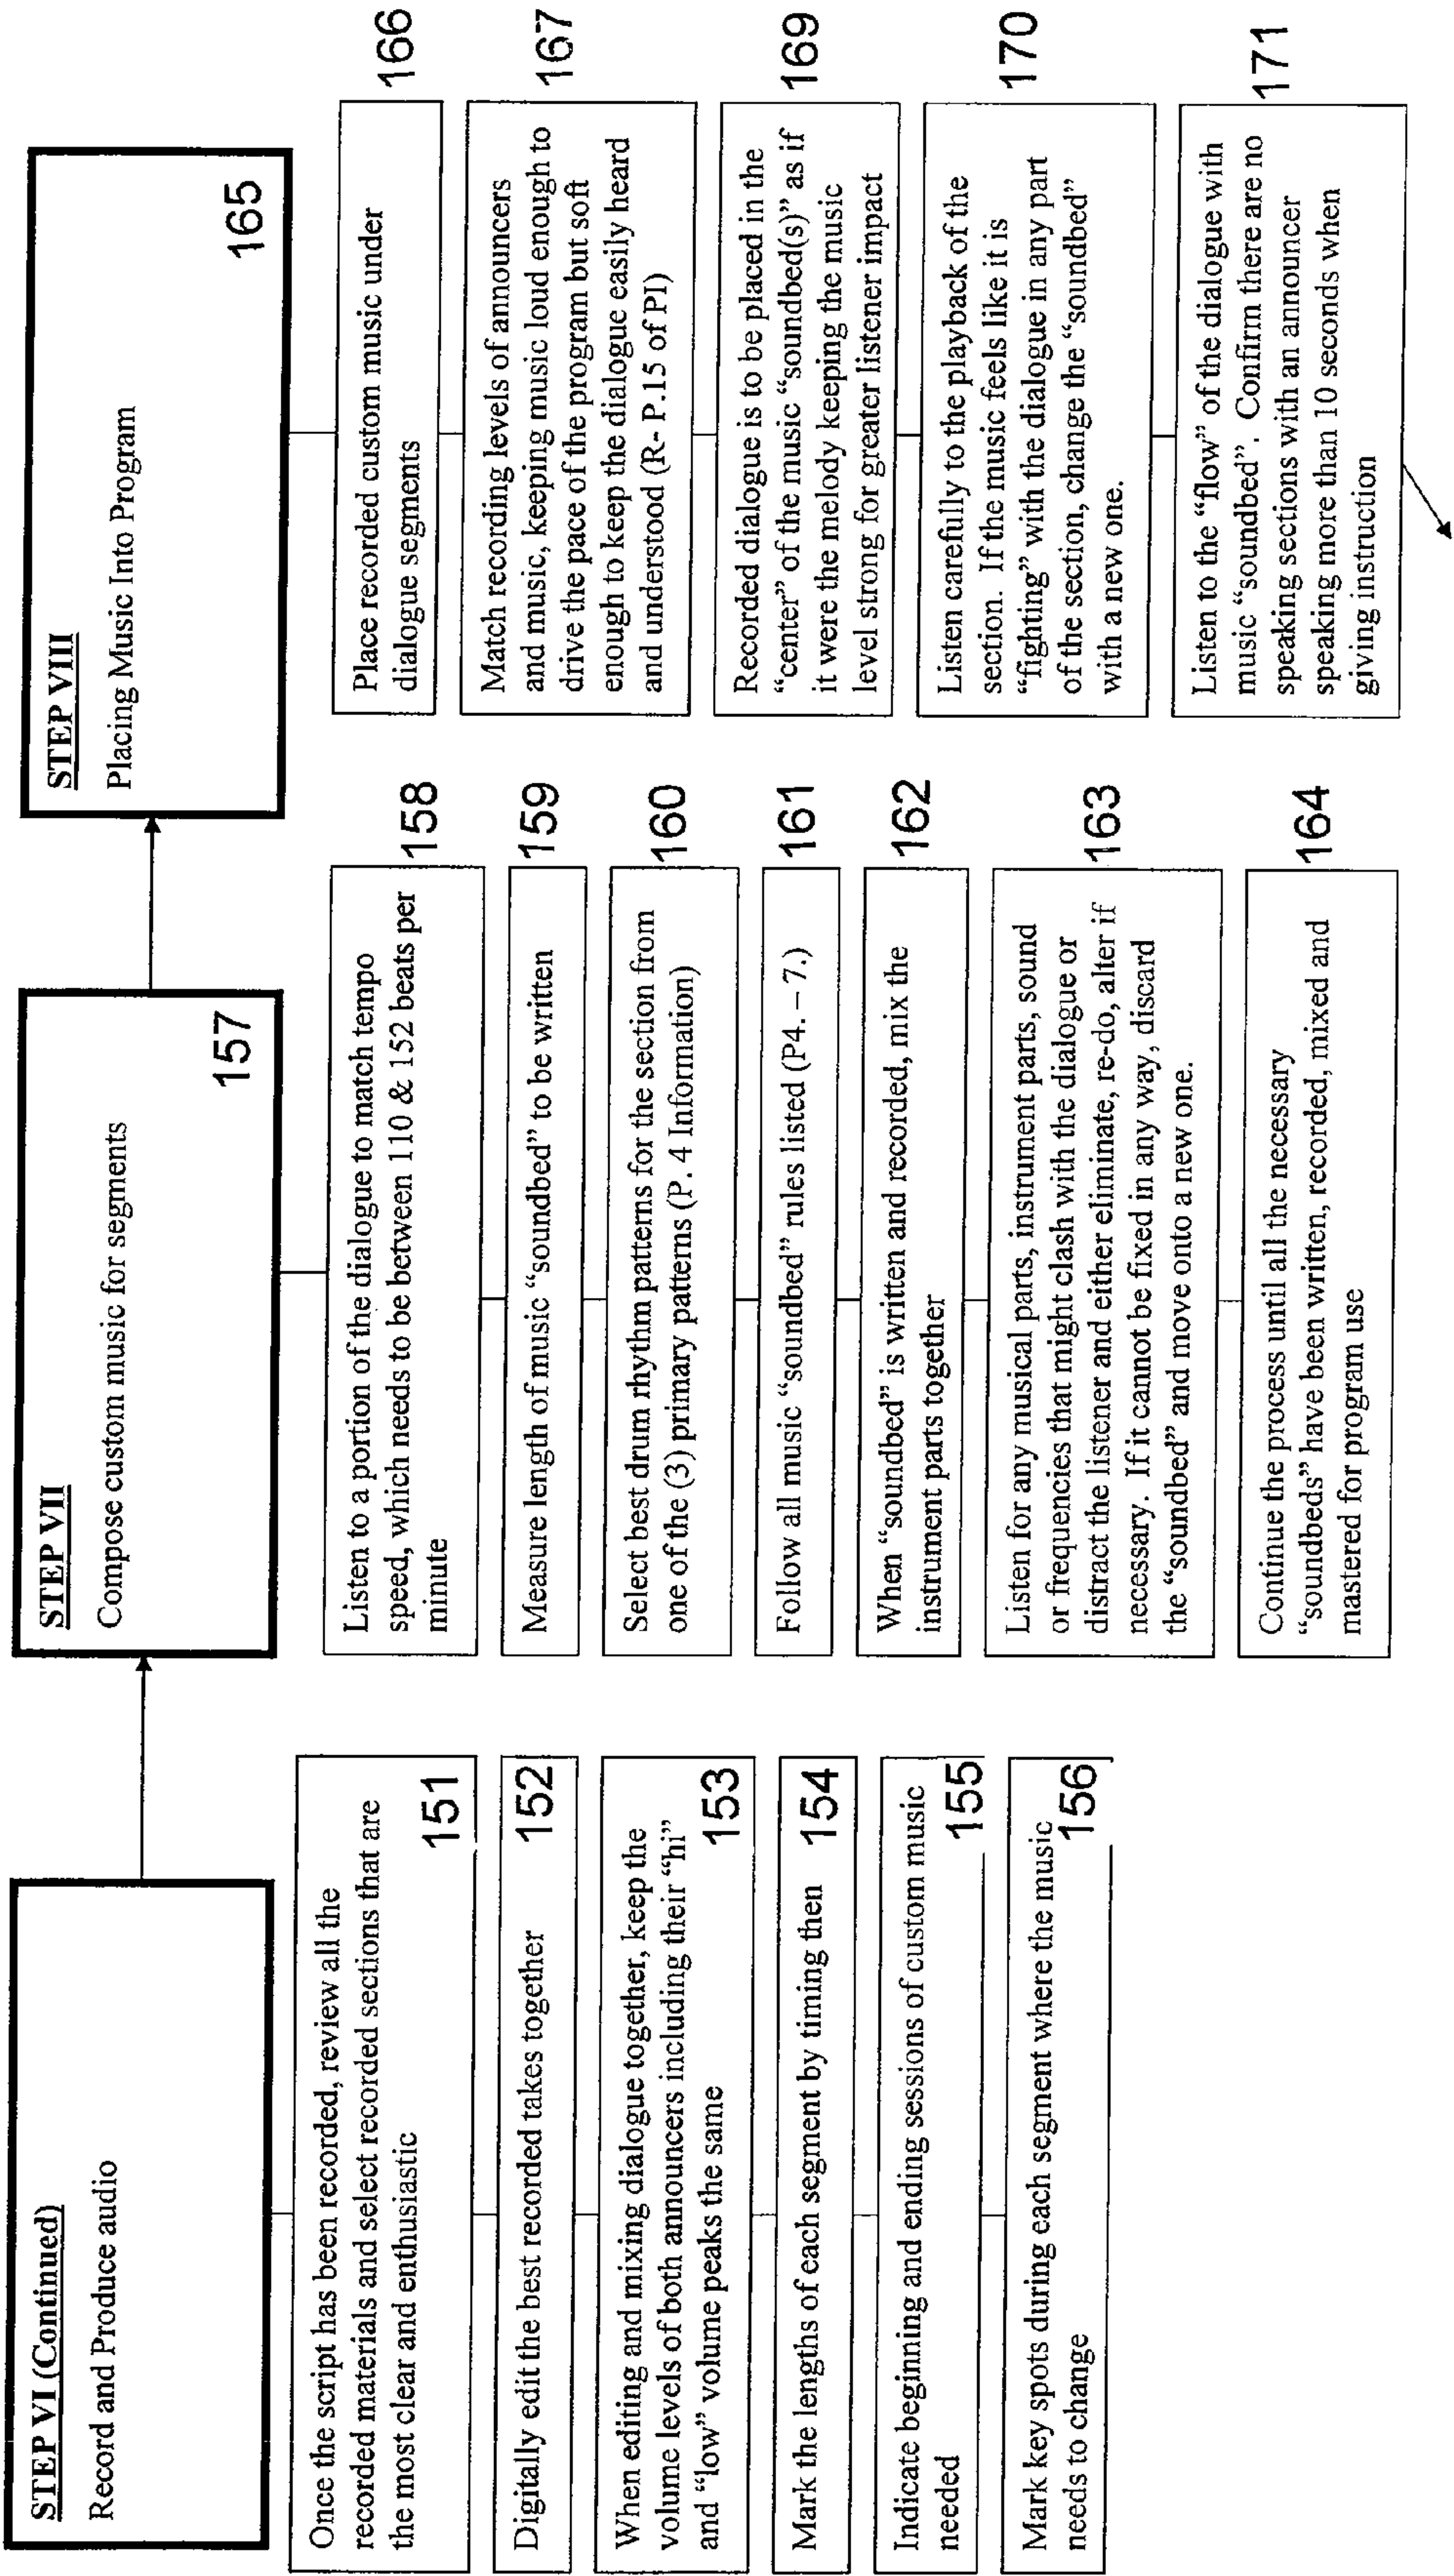 STEP VI (Continued)
Record and Produce audio
Once the script has been recorded, review all the
recorded materials and select recorded sections that are
the most clear and enthusiastic
151
Digitally edit the best recorded takes together
152
When editing and mixing dialogue together, keep the
volume levels of both announcers including their “hi”
and “low” volume peaks the same
153
Mark the lengths of each segment by timing then
154
Indicate beginning and ending sessions of custom music
needed
155
Mark key spots during each segment where the music
needs to change
156
STEP VII
Compose custom music for segments
157
Listen to a portion of the dialogue to match tempo
speed, which needs to be between 110 & 152 beats per
minute
158
Measure length of music “soundbed” to be written
159
Select best drum rhythm patterns for the section from
one of the (3) primary patterns (P. 4 Information)
160
Follow all music “soundbed” rules listed (P4. – 7.)
161
When “soundbed” is written and recorded, mix the
instrument parts together
162
Listen for any musical parts, instrument parts, sound
or frequencies that might clash with the dialogue or
distract the listener and either eliminate, re-do, alter if
necessary. If it cannot be fixed in any way, discard
the “soundbed” and move onto a new one.
163
Continue the process until all the necessary
“soundbeds” have been written, recorded, mixed and
mastered for program use
164
STEP VIII
Placing Music Into Program
165
Place recorded custom music under
dialogue segments
166
Match recording levels of announcers
and music, keeping music loud enough to
drive the pace of the program but soft
enough to keep the dialogue easily heard
and understood (R- P.15 of PI)
167
Recorded dialogue is to be placed in the
“center” of the music “soundbed(s)” as if
it were the melody keeping the music
level strong for greater listener impact
169
Listen carefully to the playback of the
section. If the music feels like it is
“fighting” with the dialogue in any part
of the section, change the “soundbed”
with a new one.
170
Listen to the “flow” of the dialogue with
music “soundbed”. Confirm there are no
speaking sections with an announcer
speaking more than 10 seconds when
giving instruction
171